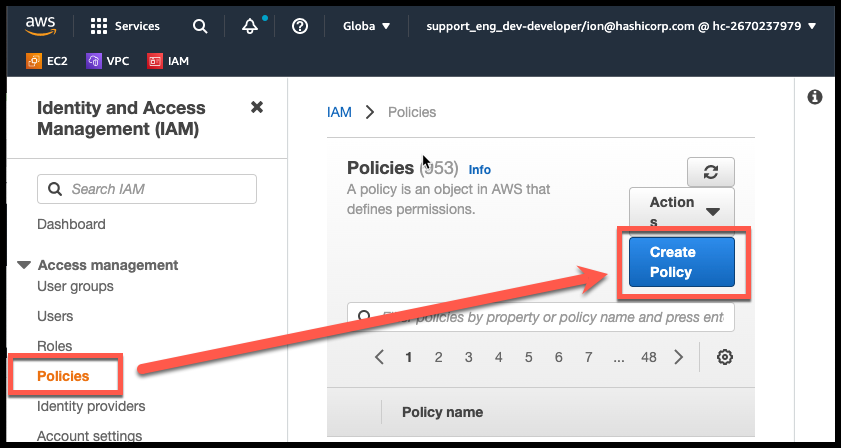 aws
Services
Globa
support_eng_dev-developer/ion@hashicorp.com @ hc-2670237979
EC2
VPC
IAM
Identity and Access
Management (IAM)
Search IAM
Dashboard
Access management
User groups
Users
Roles
Policies
Identity providers
Account settings
IAM > Policies
Policies (953) Info
A policy is an object in AWS that
defines permissions.
Action
s
Create
Policy
Filter policies by property or policy name and press ente
1 2 3 4 5 6 7 ... 48
Policy name